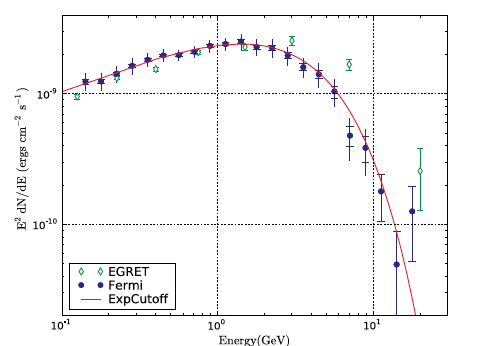 E² dN/dE (ergs cm⁻² s⁻¹)
10⁻⁹
10⁻¹⁰
EGRET
Fermi
ExpCutoff
10⁻¹
10⁰
10¹
Energy(GeV)